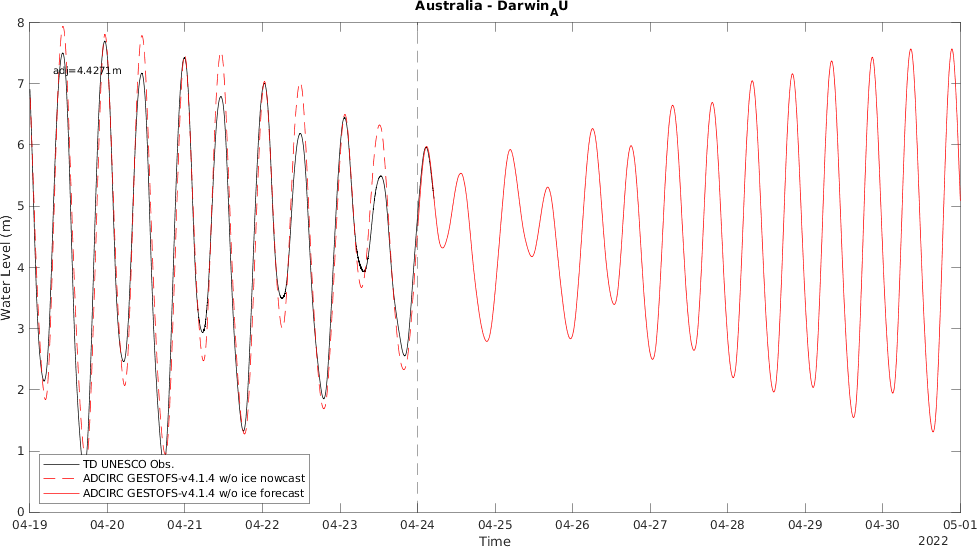 Australia - Darwin_AU
8
7
6
5
4
3
2
1
0
Water Level (m)
adj=4.4271m
TD UNESCO Obs.
ADCIRC GESTOFS-v4.1.4 w/o ice nowcast
ADCIRC GESTOFS-v4.1.4 w/o ice forecast
04-19 04-20 04-21 04-22 04-23 04-24 04-25 04-26 04-27 04-28 04-29 04-30 05-01
Time
2022